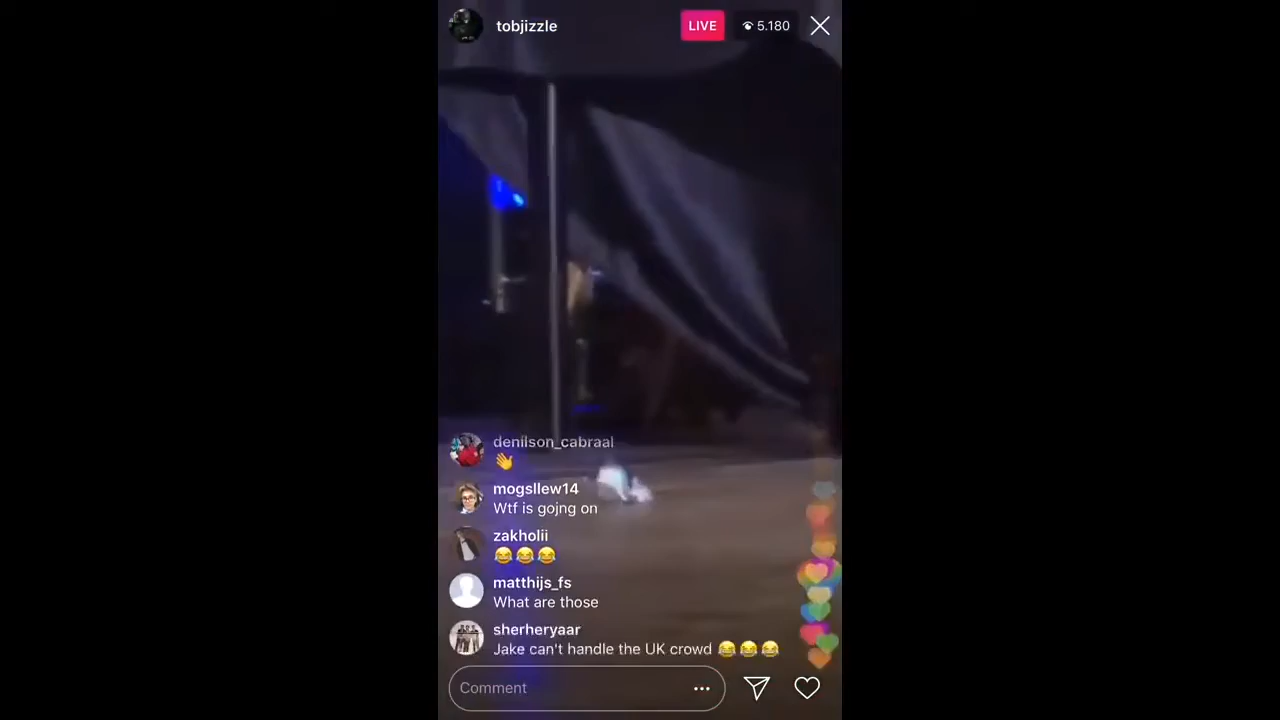 tobjizzle
LIVE
5.180
denilson_cabraal
👋
mogsllew14
Wtf is gojng on
zakholii
😂😂😂
matthijs_fs
What are those
sherheryaar
Jake can't handle the UK crowd 😂😂😂
Comment